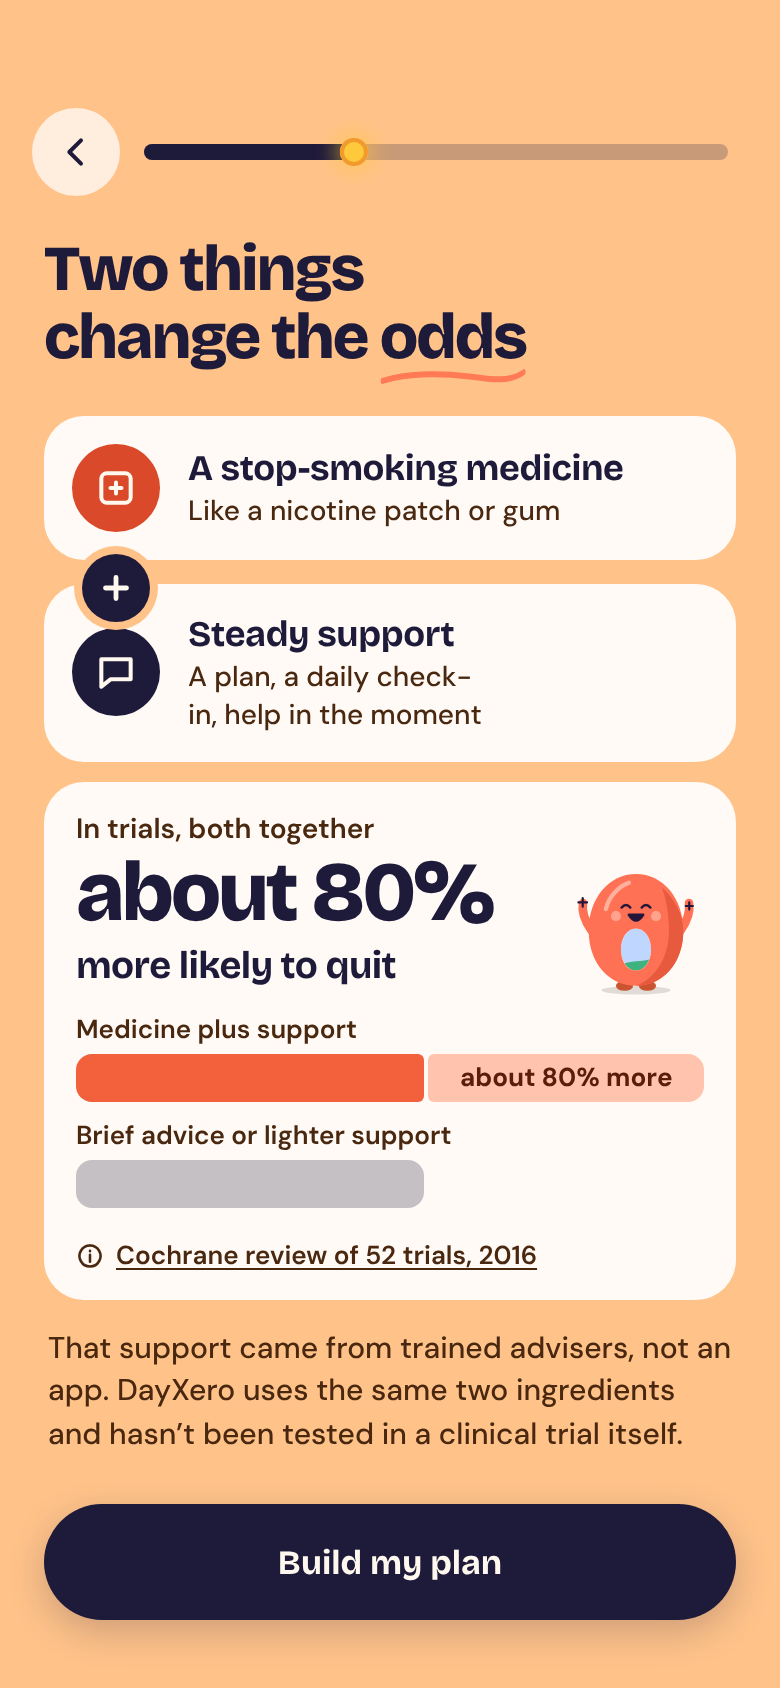 Two things
change the odds
A stop-smoking medicine
Like a nicotine patch or gum
Steady support
A plan, a daily check-
in, help in the moment
In trials, both together
about 80%
more likely to quit
Medicine plus support
about 80% more
Brief advice or lighter support
Cochrane review of 52 trials, 2016
That support came from trained advisers, not an
app. DayXero uses the same two ingredients
and hasn’t been tested in a clinical trial itself.
Build my plan